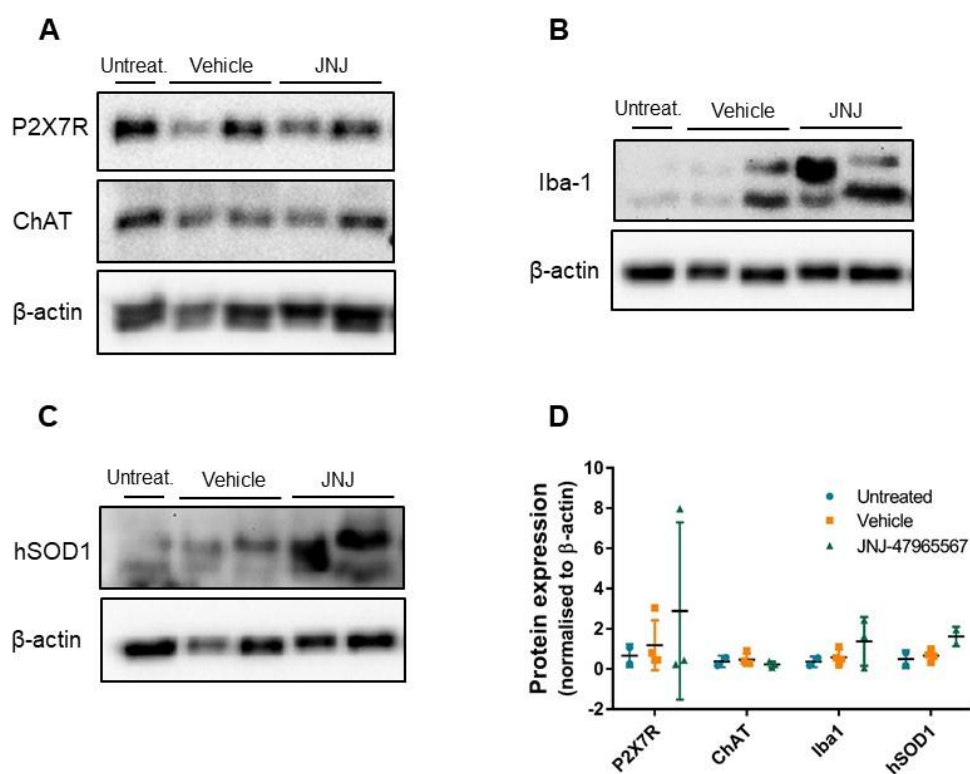 A
Untreat. Vehicle JNJ
P2X7R
ChAT
β-actin
B
Untreat. Vehicle JNJ
Iba-1
β-actin
C
Untreat. Vehicle JNJ
hSOD1
β-actin
D
Protein expression
(normalised to β-actin)
10
8
6
4
2
0
-2
Untreated
Vehicle
JNJ-47965567
P2X7R
ChAT
Iba1
hSOD1